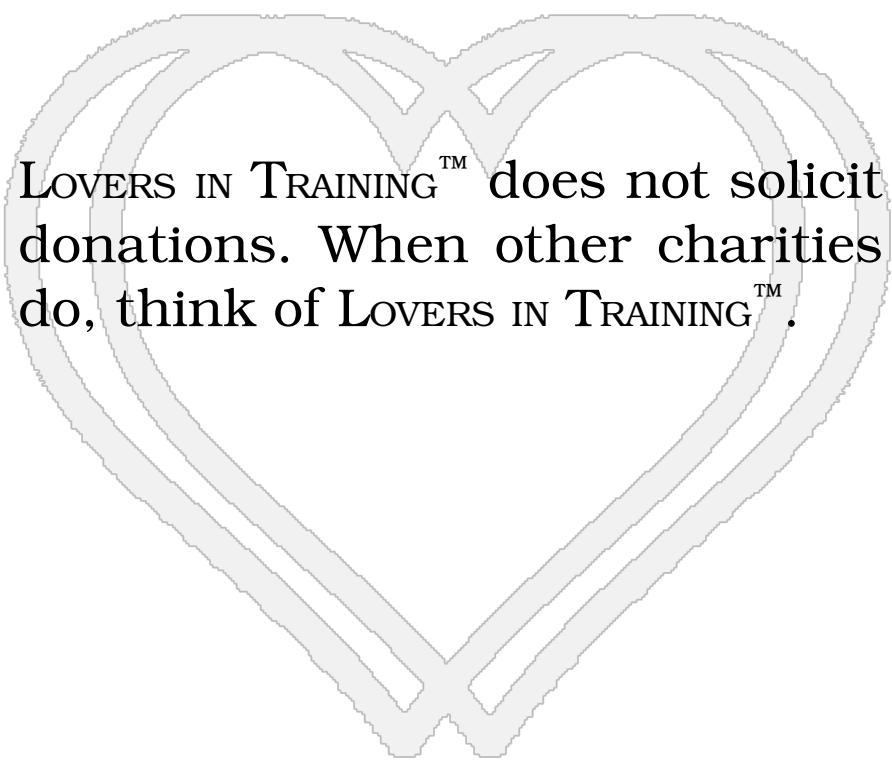 Lovers in Training™ does not solicit
donations. When other charities
do, think of Lovers in Training™.